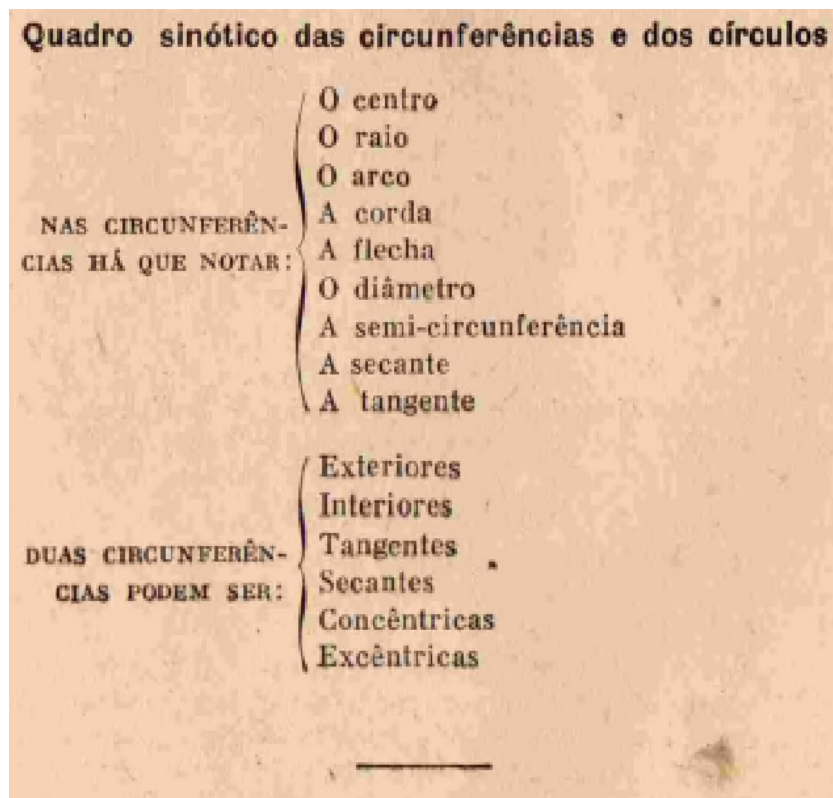 Quadro sinótico das circunferências e dos círculos
NAS CIRCUNFERÊN-
CIAS HÁ QUE NOTAR:
O centro
O raio
O arco
A corda
A flecha
O diâmetro
A semi-circunferência
A secante
A tangente
DUAS CIRCUNFERÊN-
CIAS PODEM SER:
Exteriores
Interiores
Tangentes
Secantes
Concêntricas
Excêntricas